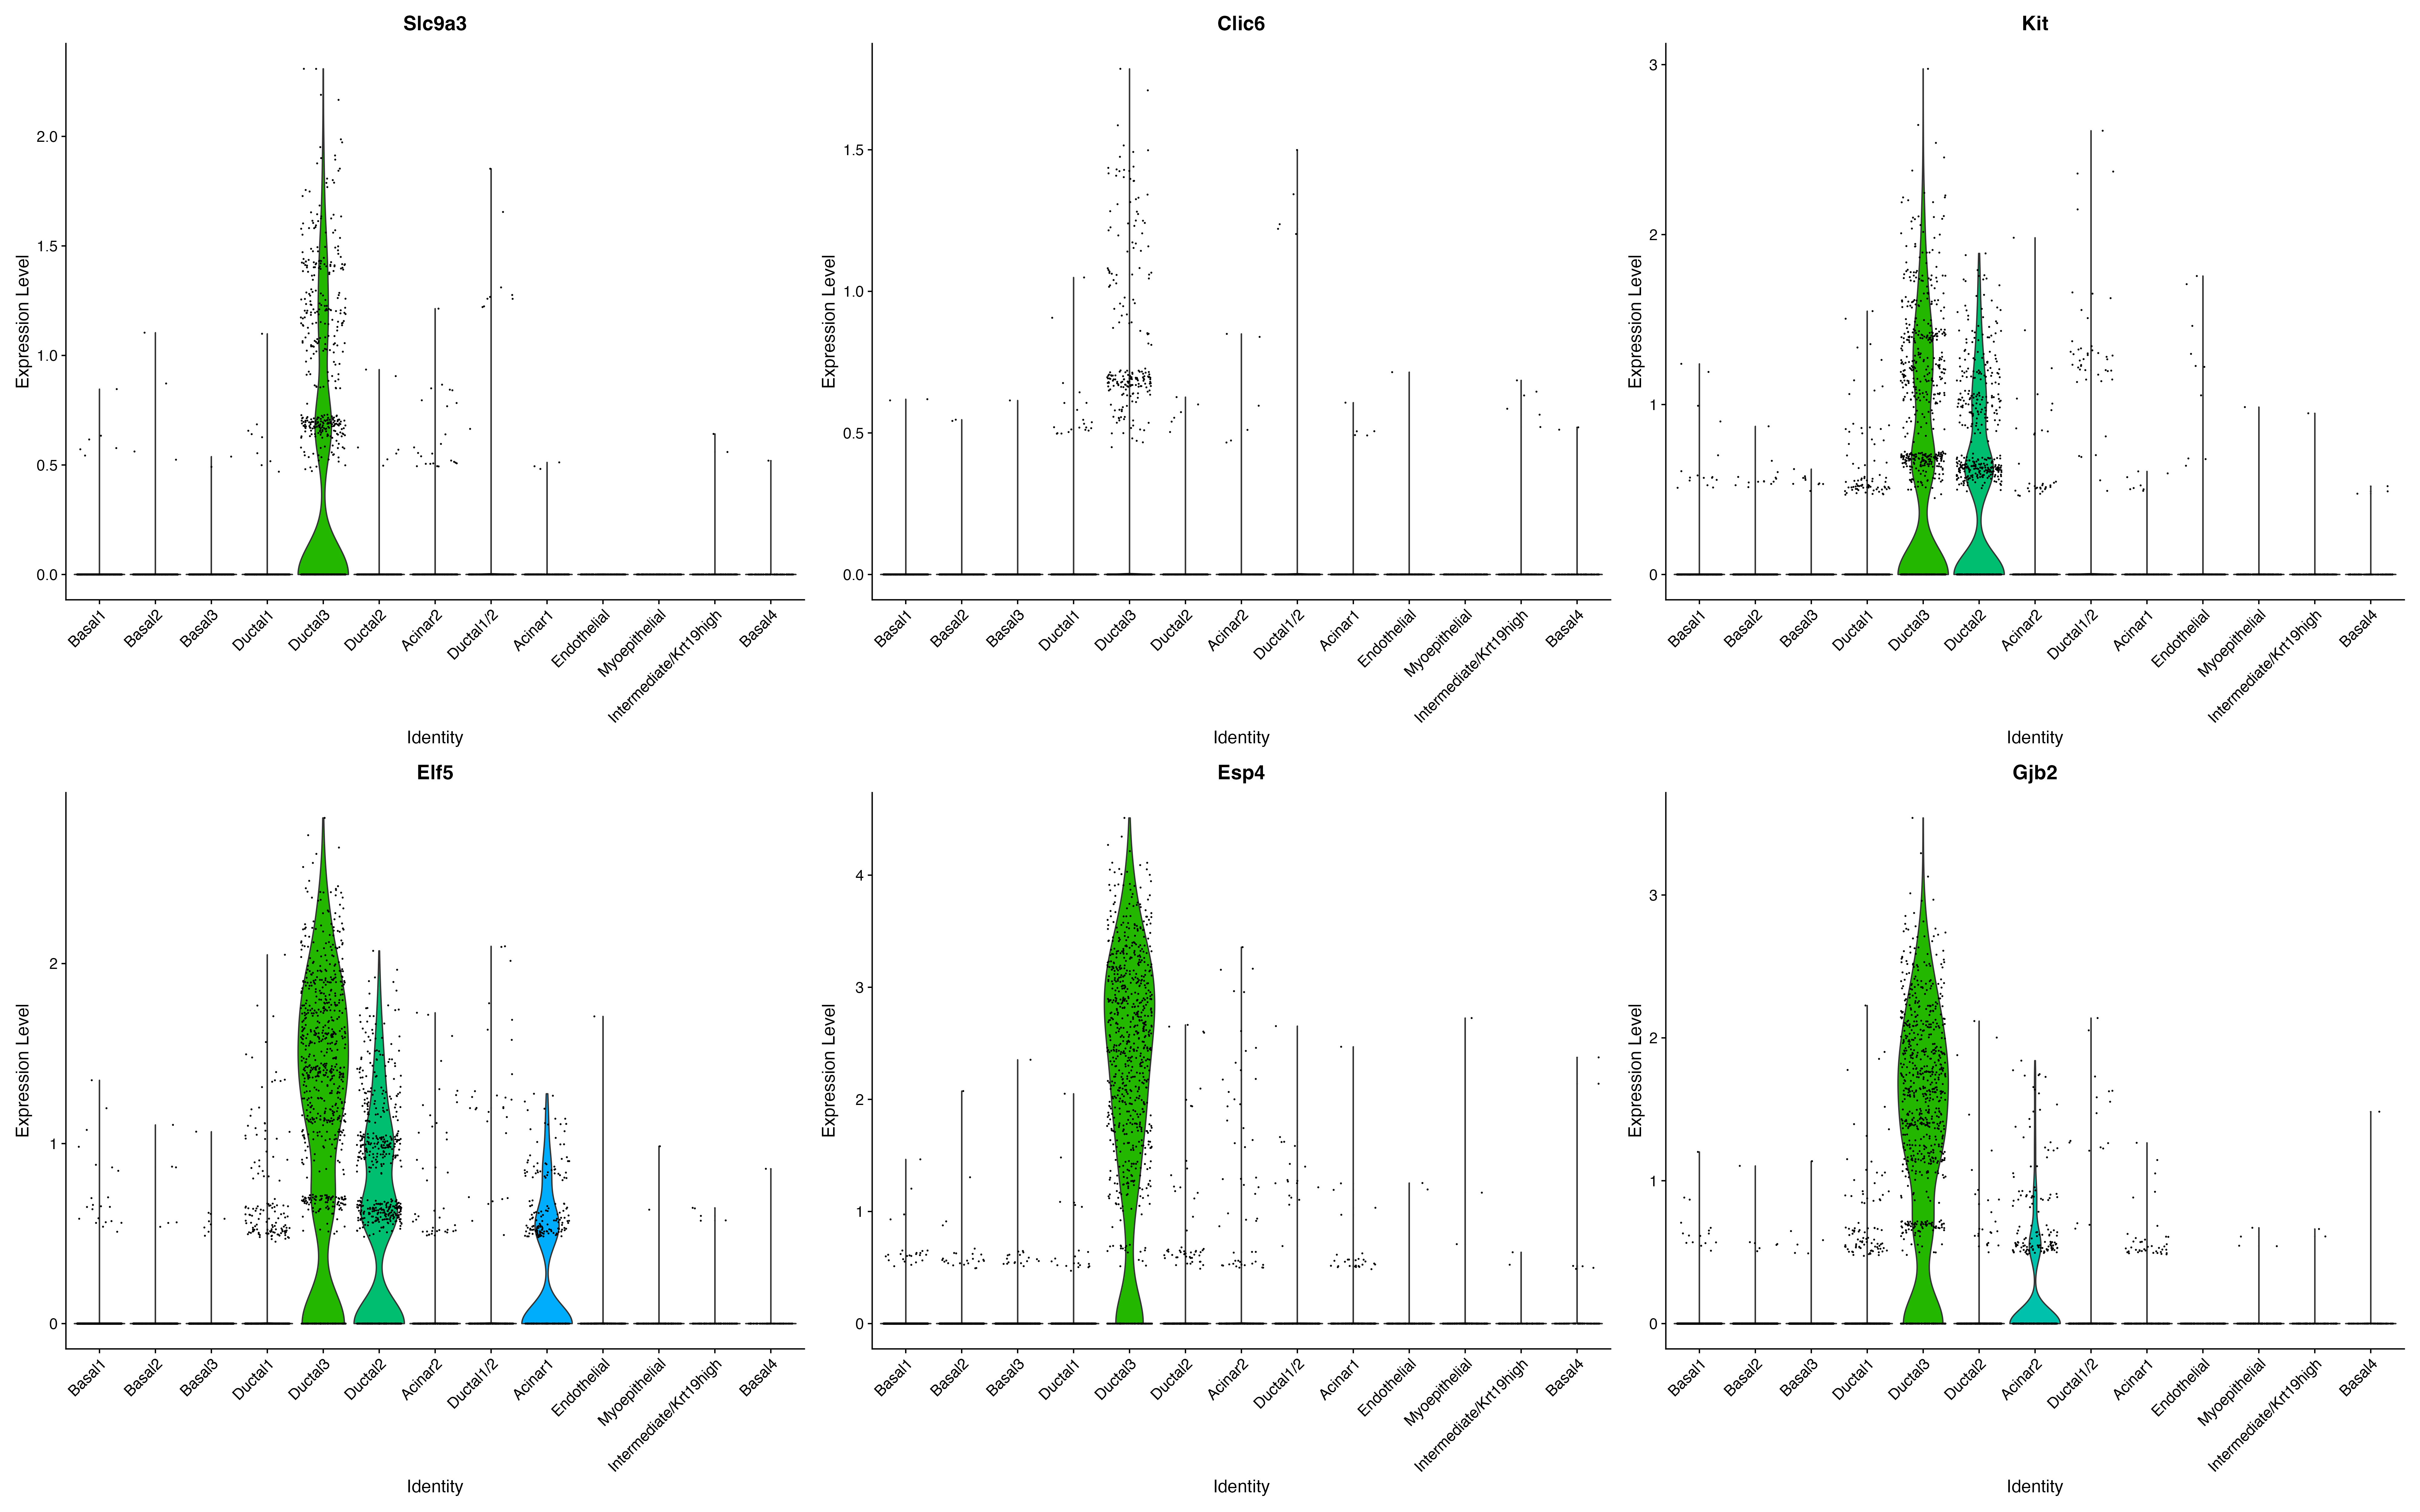 Slc9a3
Expression Level
2.0
1.5
1.0
0.5
0.0
Basal1 Basal2 Basal3 Ductal1 Ductal3 Ductal2 Acinar2 Ductal1/2 Acinar1 Endothelial Myoepithelial Intermediate/Krt19high Basal4
Identity
Clic6
Expression Level
1.5
1.0
0.5
0.0
Basal1 Basal2 Basal3 Ductal1 Ductal3 Ductal2 Acinar2 Ductal1/2 Acinar1 Endothelial Myoepithelial Intermediate/Krt19high Basal4
Identity
Kit
Expression Level
3
2
1
0
Basal1 Basal2 Basal3 Ductal1 Ductal3 Ductal2 Acinar2 Ductal1/2 Acinar1 Endothelial Myoepithelial Intermediate/Krt19high Basal4
Identity
Elf5
Expression Level
2
1
0
Basal1 Basal2 Basal3 Ductal1 Ductal3 Ductal2 Acinar2 Ductal1/2 Acinar1 Endothelial Myoepithelial Intermediate/Krt19high Basal4
Identity
Esp4
Expression Level
4
3
2
1
0
Basal1 Basal2 Basal3 Ductal1 Ductal3 Ductal2 Acinar2 Ductal1/2 Acinar1 Endothelial Myoepithelial Intermediate/Krt19high Basal4
Identity
Gjb2
Expression Level
3
2
1
0
Basal1 Basal2 Basal3 Ductal1 Ductal3 Ductal2 Acinar2 Ductal1/2 Acinar1 Endothelial Myoepithelial Intermediate/Krt19high Basal4
Identity